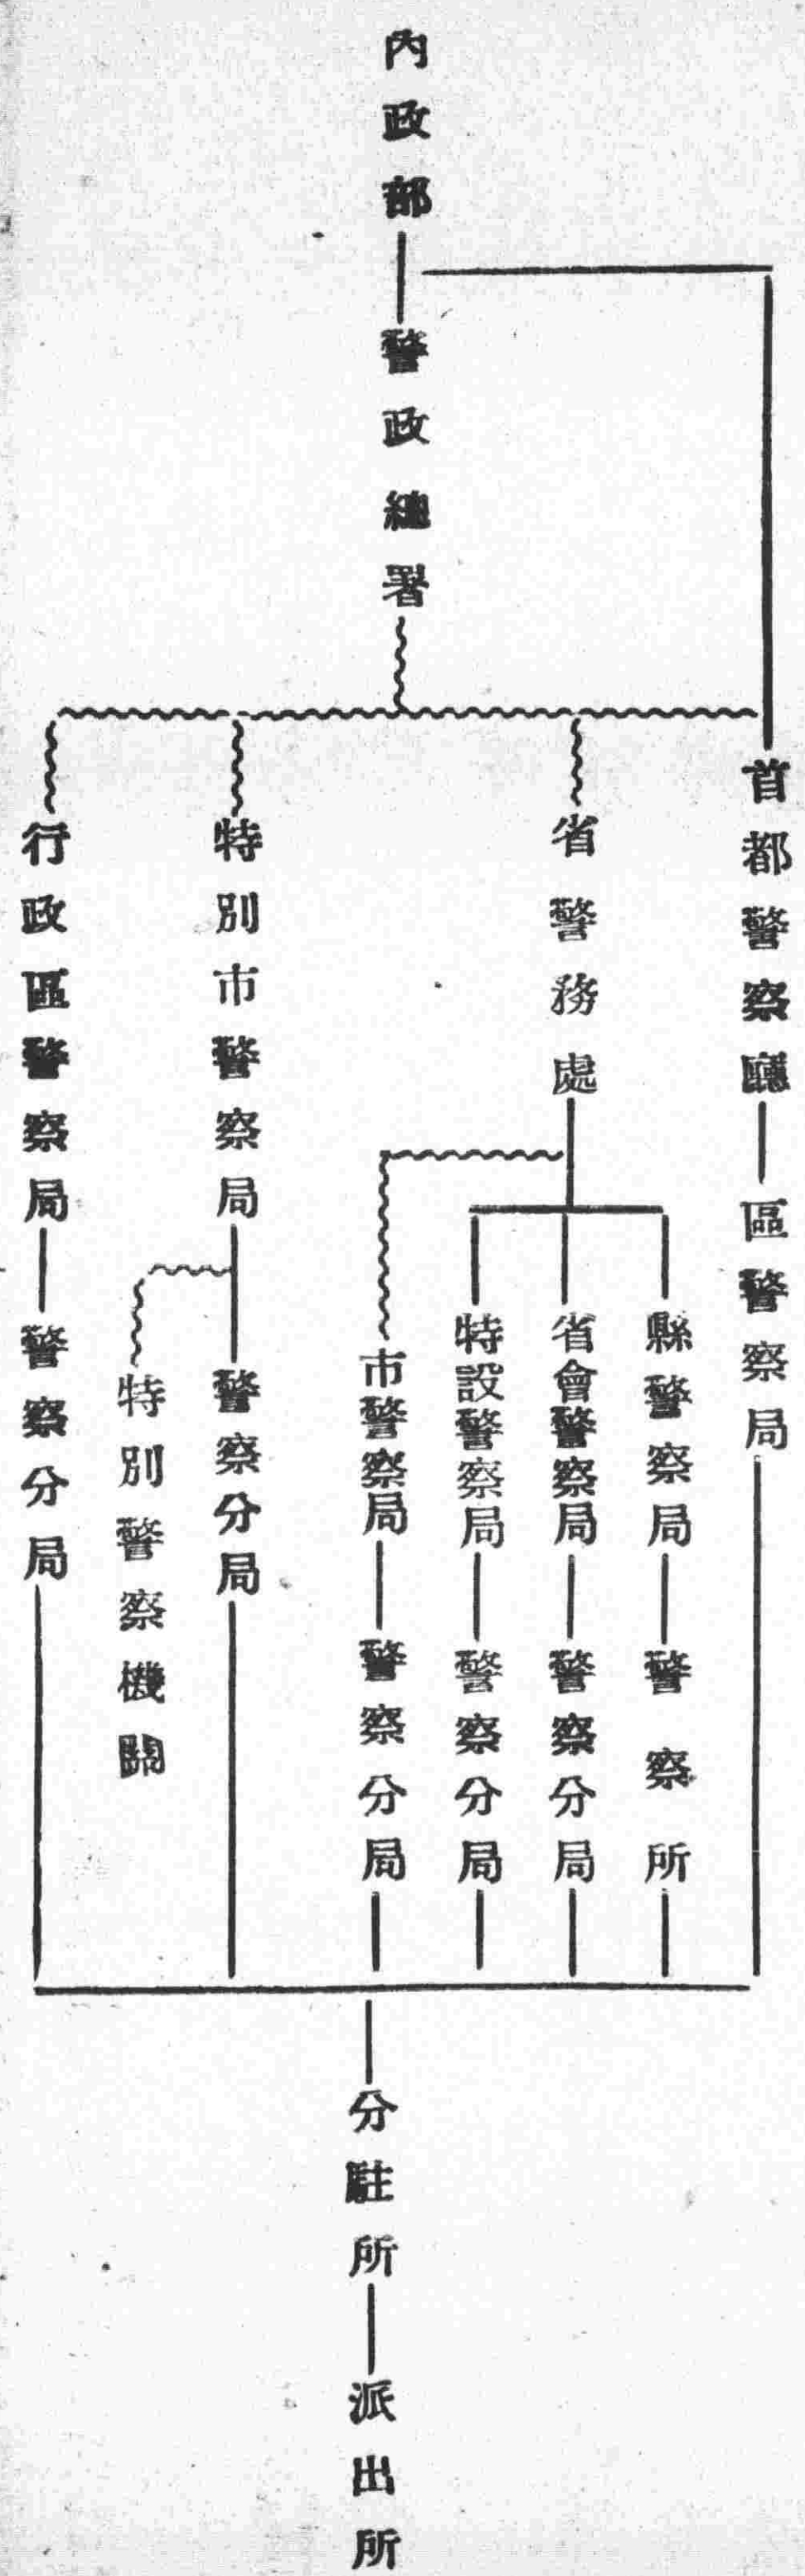 內政部
警政總署
首都警察廳
區警察局
省警務處
縣警察局
警察所
省會警察局
警察分局
特設警察局
警察分局
市警察局
警察分局
特別市警察局
警察分局
特別警察機關
行政區警察局
警察分局
分駐所
派出所